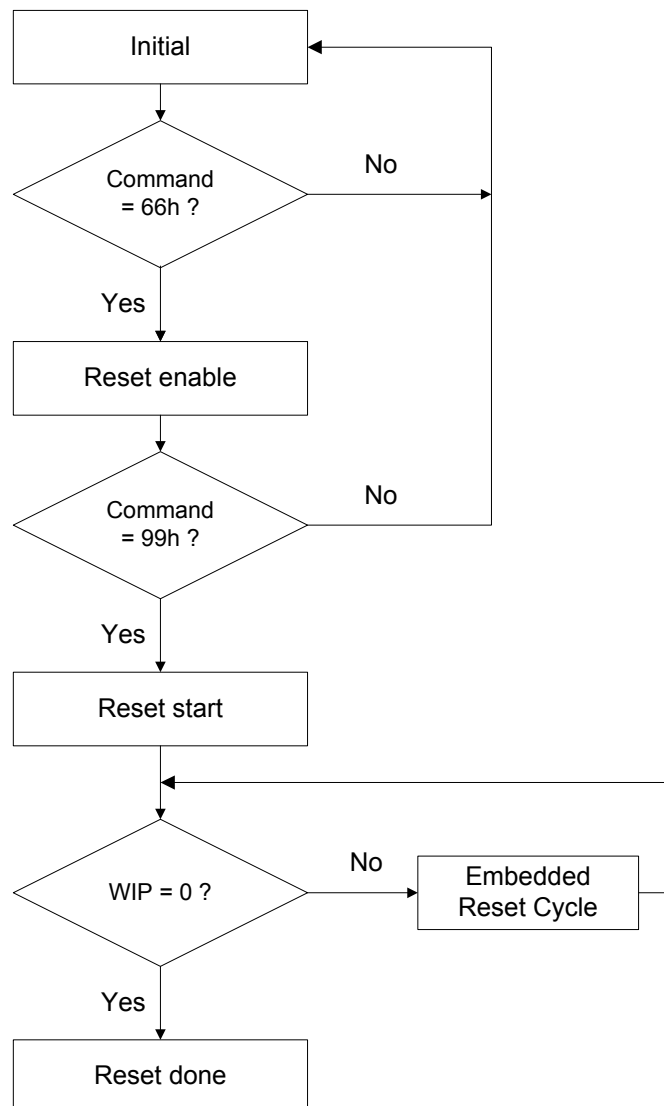 Initial
Command
= 66h ?
No
Yes
Reset enable
Command
= 99h ?
No
Yes
Reset start
WIP = 0 ?
No
Embedded
Reset Cycle
Yes
Reset done